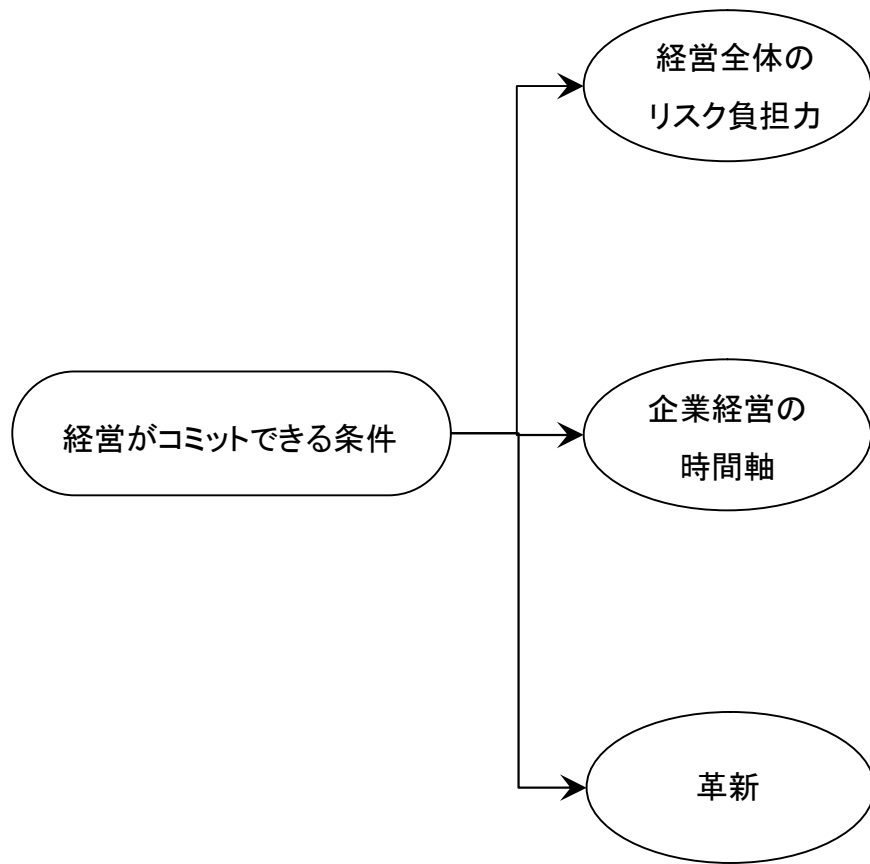 経営全体の
リスク負担力
経営がコミットできる条件
企業経営の
時間軸
革新